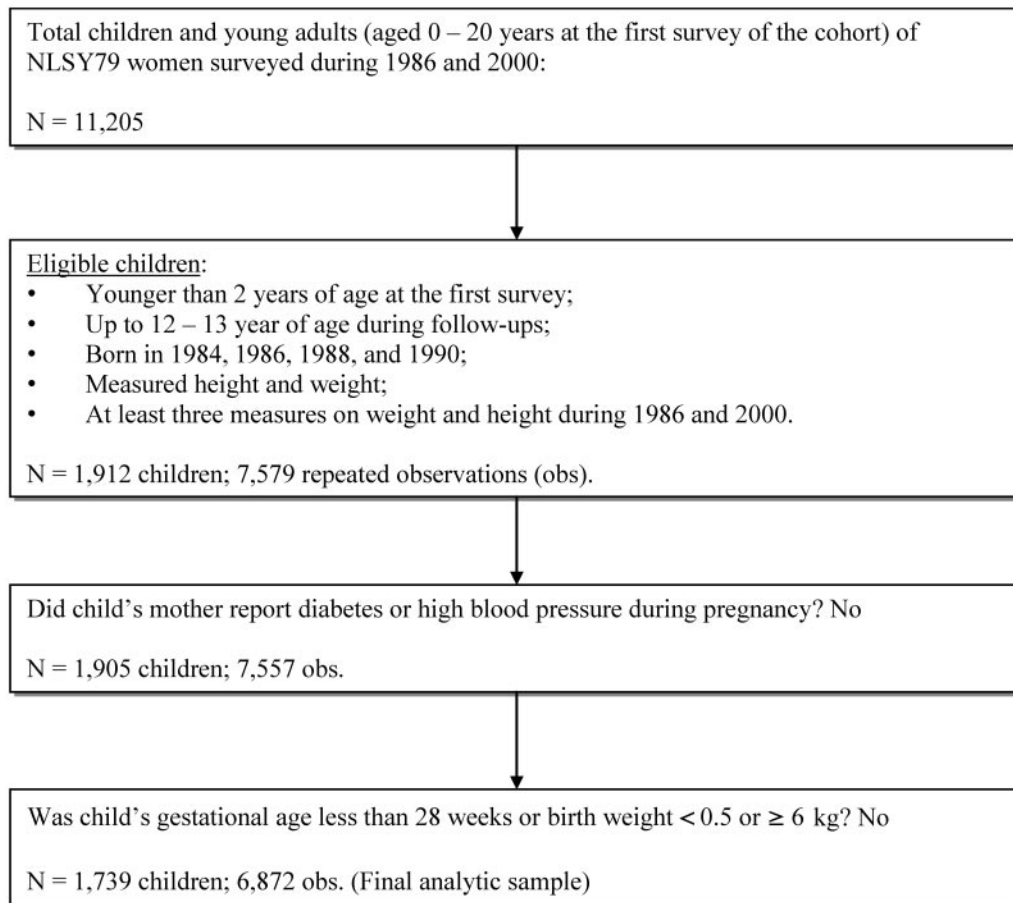 Total children and young adults (aged 0 – 20 years at the first survey of the cohort) of
NLSY79 women surveyed during 1986 and 2000:
N = 11,205
Eligible children:
• Younger than 2 years of age at the first survey;
• Up to 12 – 13 year of age during follow-ups;
• Born in 1984, 1986, 1988, and 1990;
• Measured height and weight;
• At least three measures on weight and height during 1986 and 2000.
N = 1,912 children; 7,579 repeated observations (obs).
Did child’s mother report diabetes or high blood pressure during pregnancy? No
N = 1,905 children; 7,557 obs.
Was child’s gestational age less than 28 weeks or birth weight < 0.5 or ≥ 6 kg? No
N = 1,739 children; 6,872 obs. (Final analytic sample)